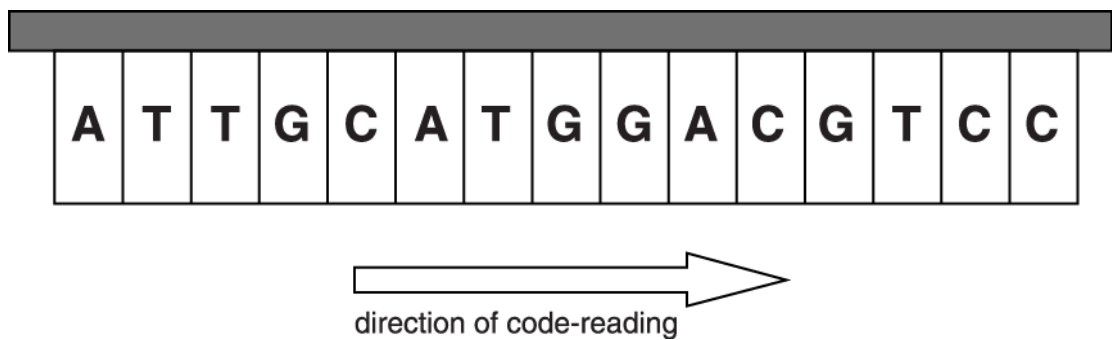 A T T G C A T G G A C G T C C
direction of code-reading